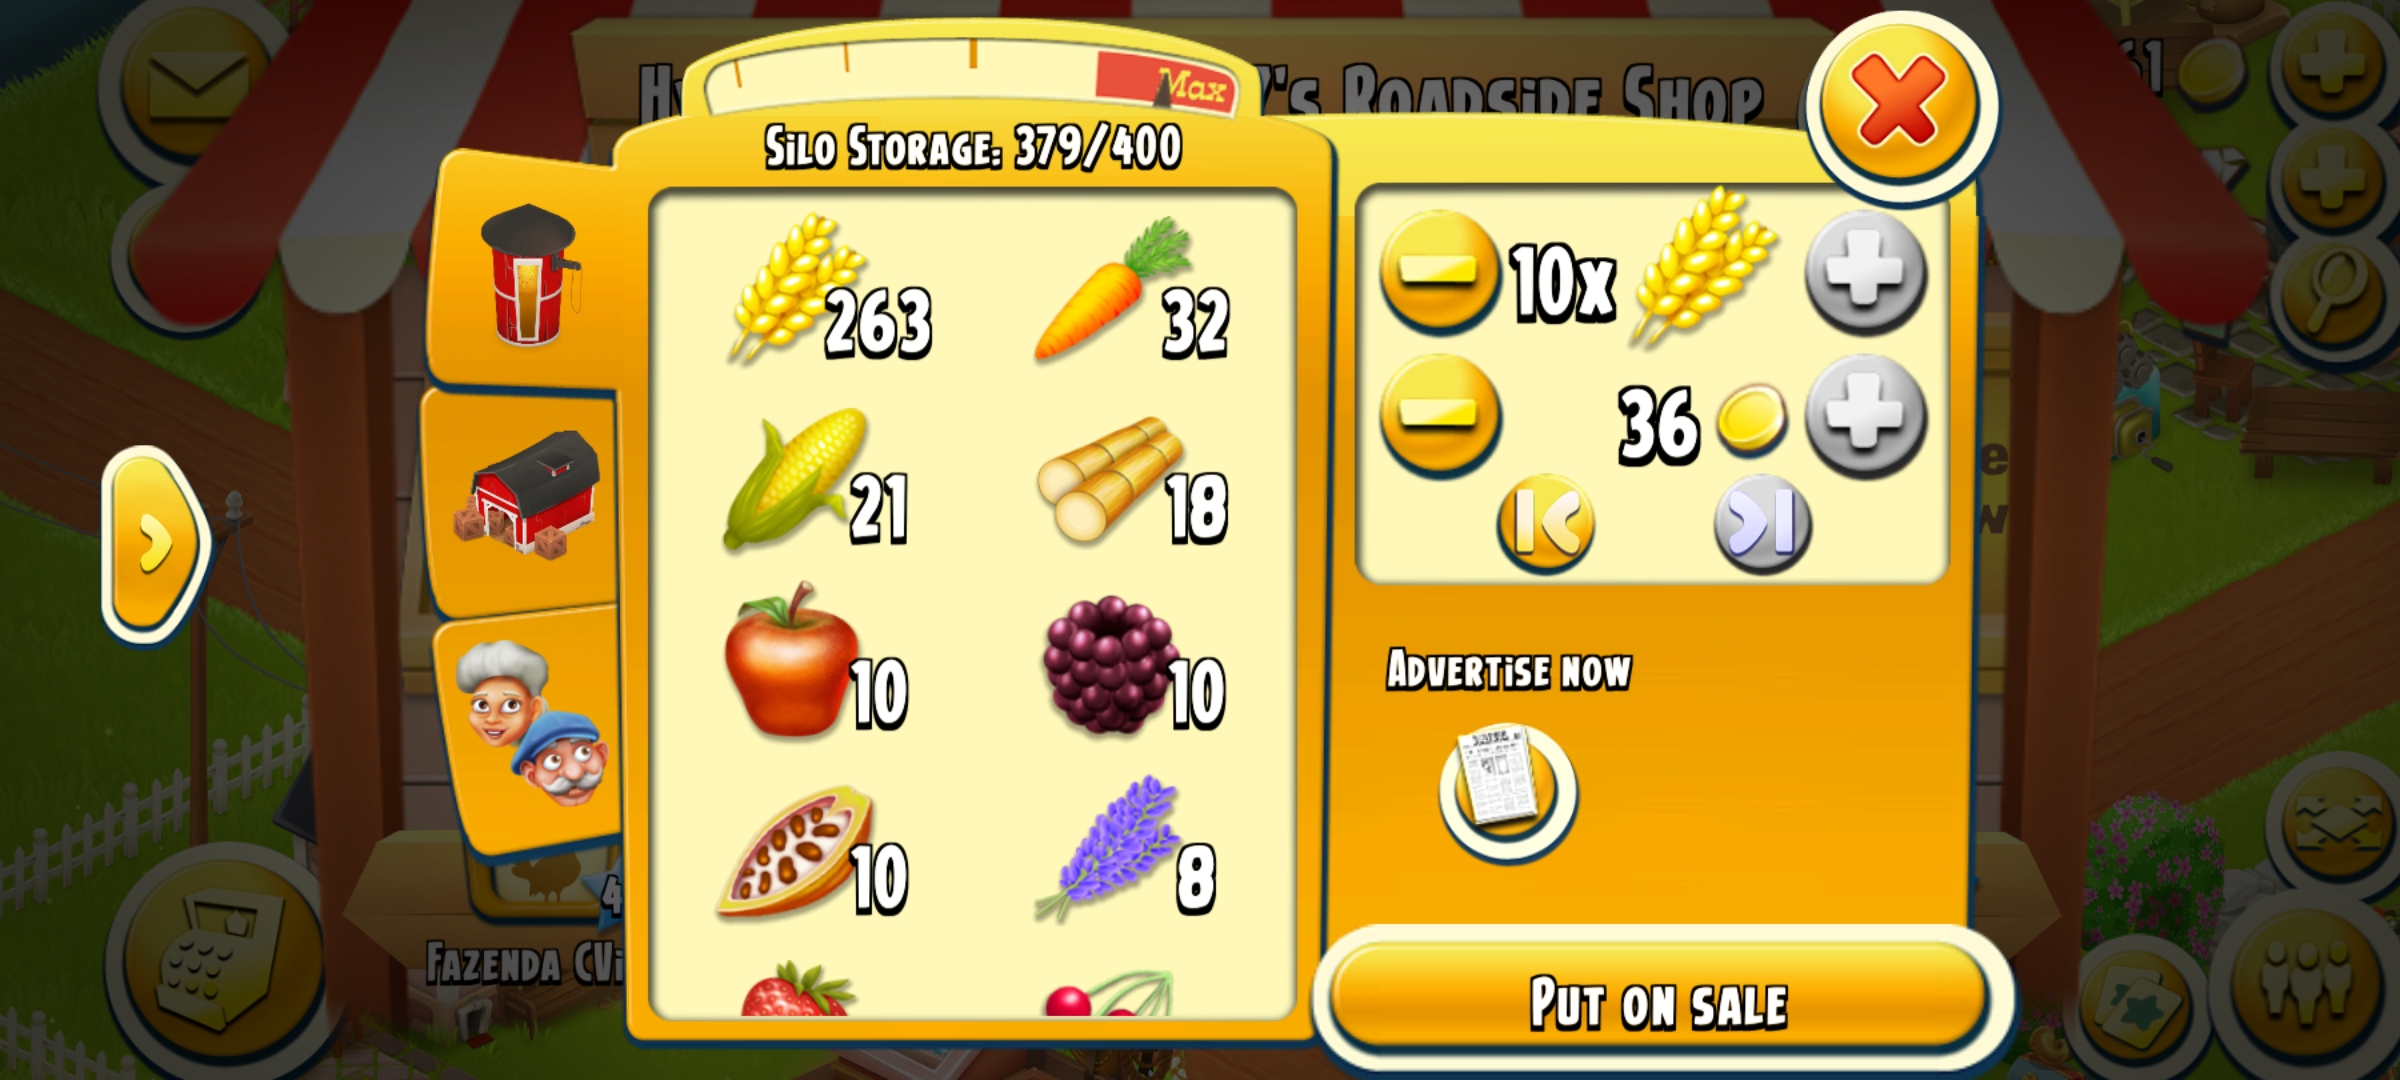 'S ROADSIDE SHOP
Max
SILO STORAGE: 379/400
263
32
21
18
10
10
10
8
10x
36
ADVERTISE NOW
PUT ON SALE
FAZENDA